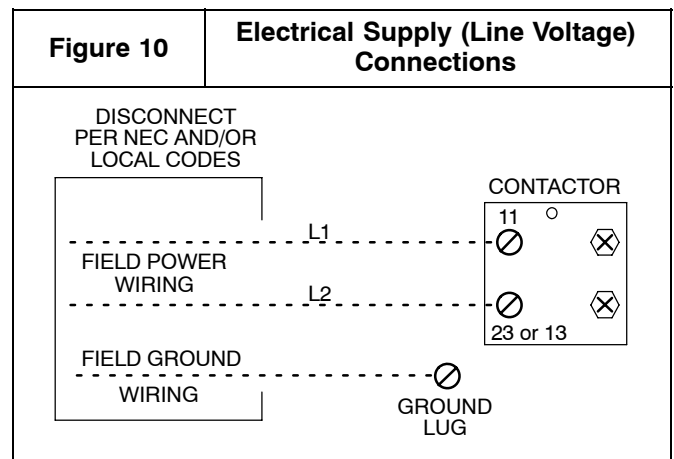 Figure 10
Electrical Supply (Line Voltage)
Connections
DISCONNECT
PER NEC AND/OR
LOCAL CODES
CONTACTOR
11
L1
FIELD POWER
WIRING
L2
23 or 13
FIELD GROUND
WIRING
GROUND
LUG